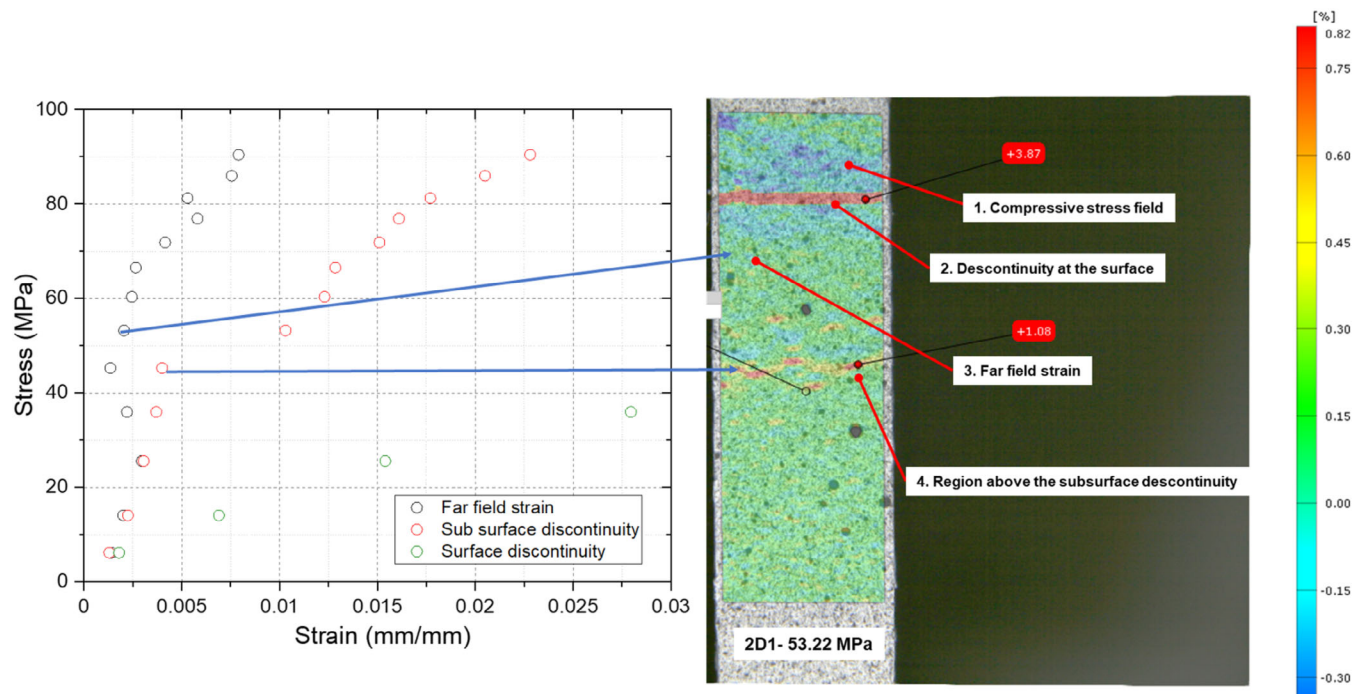 100
80
60
40
20
0
Stress (MPa)
0
0.005
0.01
0.015
0.02
0.025
0.03
Strain (mm/mm)
Far field strain
Sub surface discontinuity
Surface discontinuity
+3.87
1. Compressive stress field
2. Descontinuity at the surface
+1.08
3. Far field strain
4. Region above the subsurface descontinuity
2D1- 53.22 MPa
[%]
0.82
0.75
0.60
0.45
0.30
0.15
0.00
-0.15
-0.30